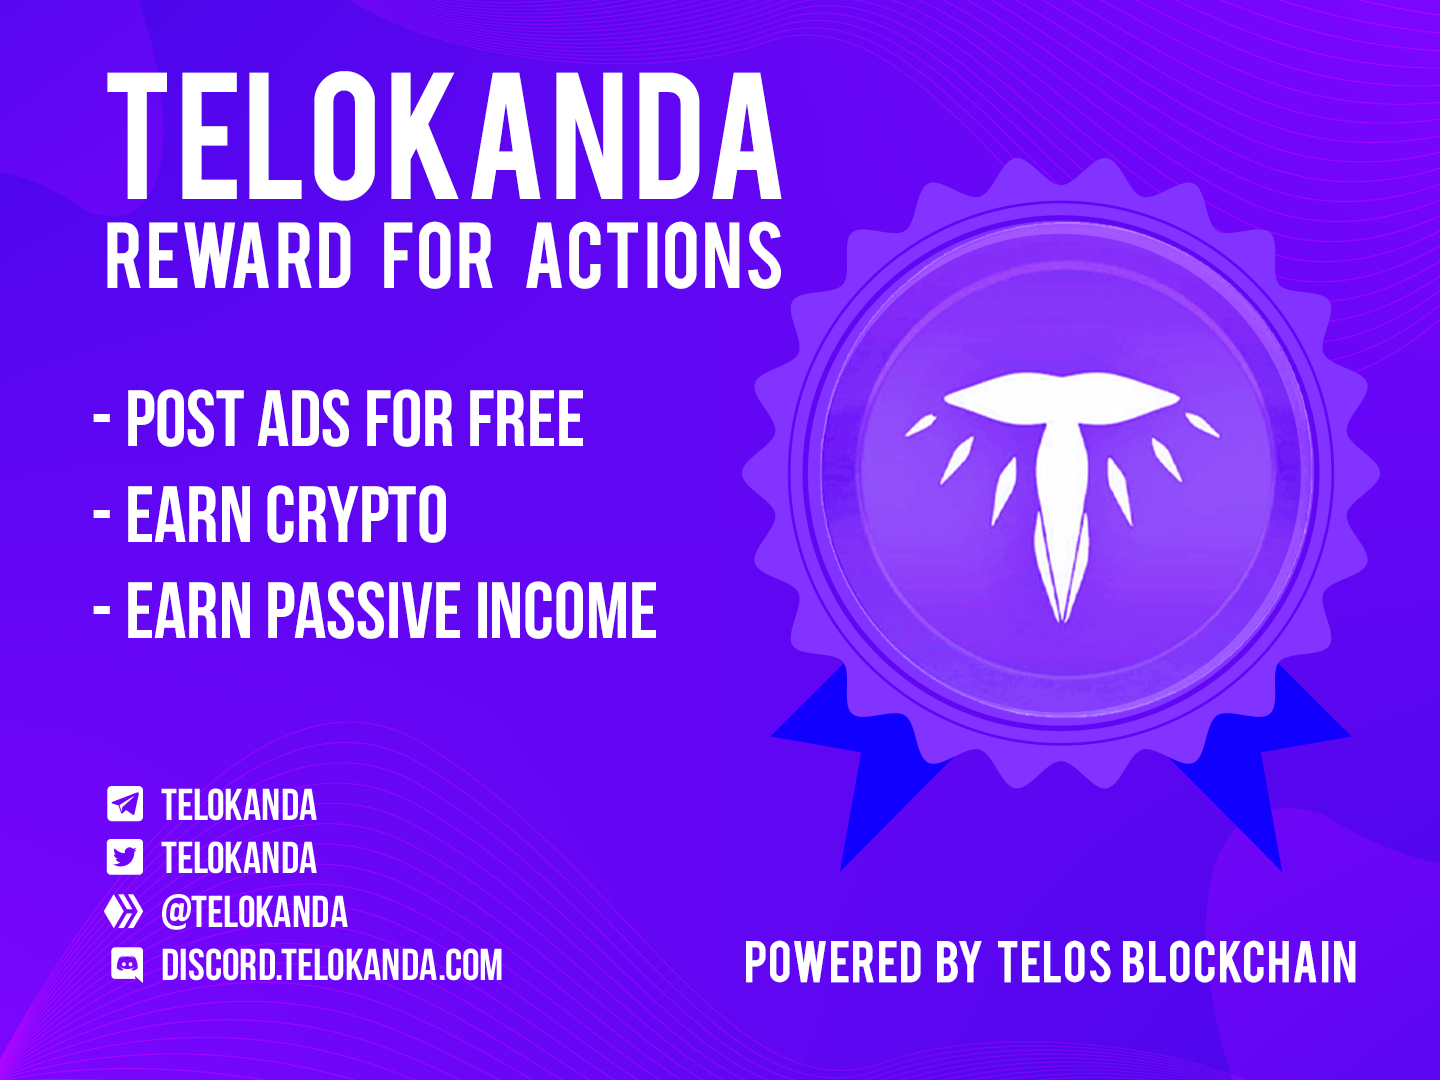 TELOKANDA
REWARD FOR ACTIONS
- POST ADS FOR FREE
- EARN CRYPTO
- EARN PASSIVE INCOME
TELOKANDA
TELOKANDA
@TELOKANDA
DISCORD.TELOKANDA.COM
POWERED BY TELOS BLOCKCHAIN